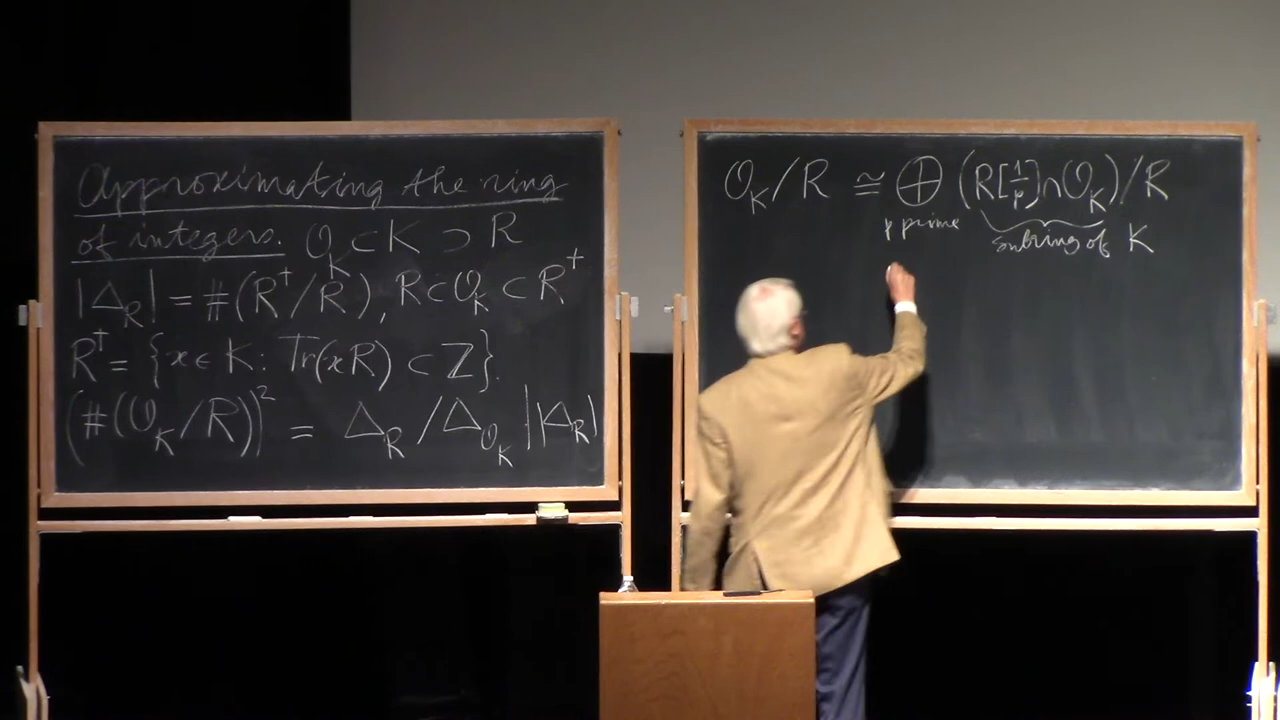 Approximating the ring
of integers. O_K ⊂ K ⊃ R
|Δ_R| = #(R†/R), R ⊂ O_K ⊂ R†
R† = {x ∈ K : Tr(xR) ⊂ Z}.
(#(O_K/R))² = Δ_R / Δ_{O_K} | |Δ_R|
O_K/R ≅ ⊕ (R[1/p] ∩ O_K)/R
p prime subring of K